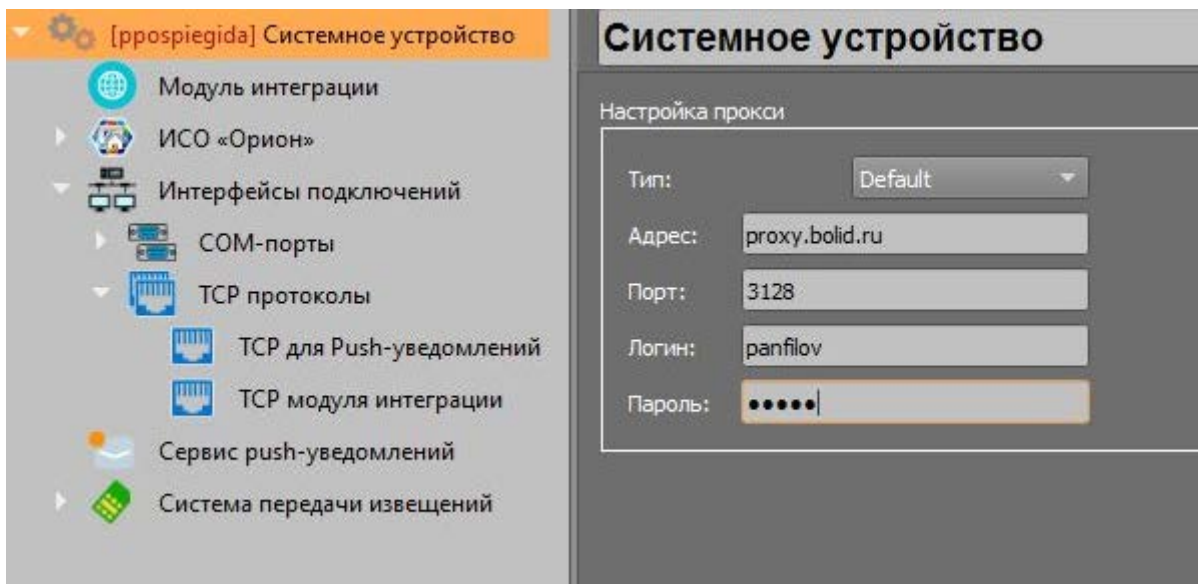 [ppospiegida] Системное устройство
Модуль интеграции
ИСО «Орион»
Интерфейсы подключений
COM-порты
TCP протоколы
TCP для Push-уведомлений
TCP модуля интеграции
Сервис push-уведомлений
Система передачи извещений
Системное устройство
Настройка прокси
Тип: Default
Адрес: proxy.bolid.ru
Порт: 3128
Логин: panfilov
Пароль: •••••